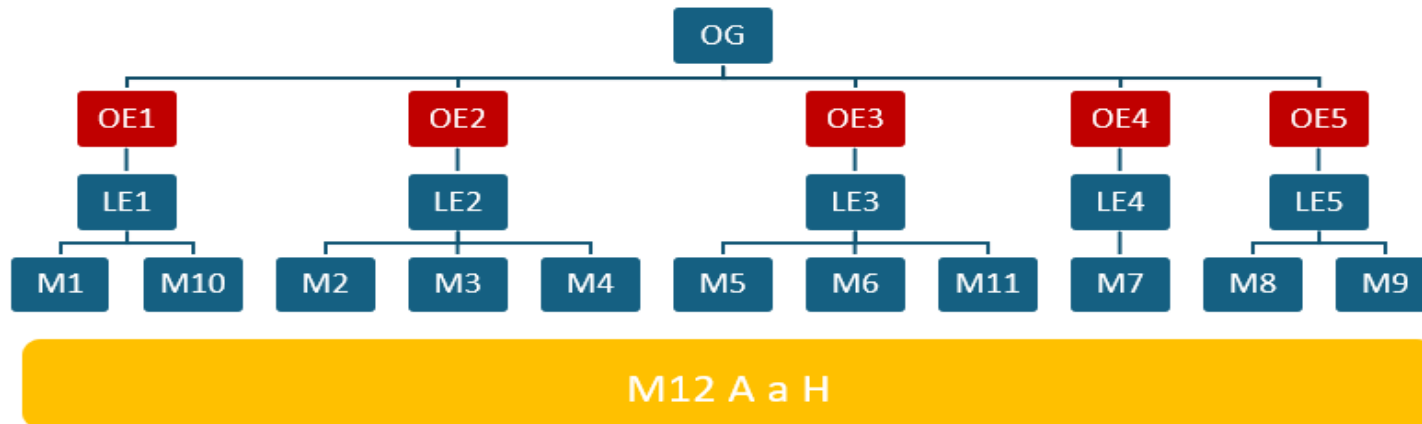 OG
OE1 OE2 OE3 OE4 OE5
LE1 LE2 LE3 LE4 LE5
M1 M10 M2 M3 M4 M5 M6 M11 M7 M8 M9
M12 A a H